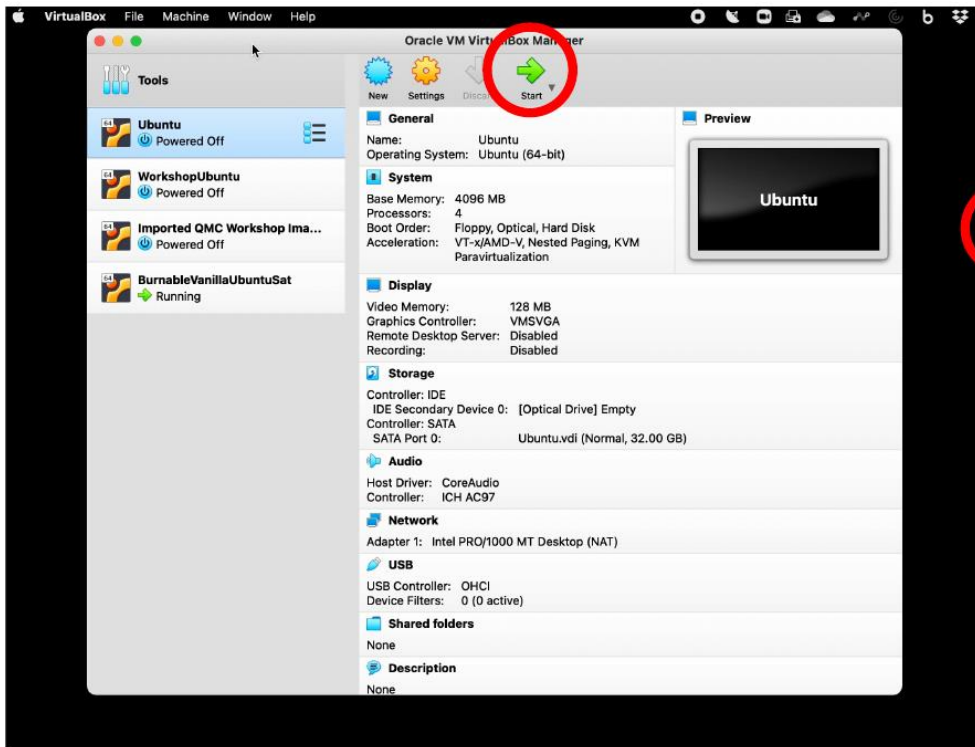 VirtualBox File Machine Window Help
Oracle VM VirtualBox Manager
Tools
New Settings Discard Start
Ubuntu
Powered Off
WorkshopUbuntu
Powered Off
Imported QMC Workshop Ima...
Powered Off
BurnableVanillaUbuntuSat
Running
General
Name: Ubuntu
Operating System: Ubuntu (64-bit)
System
Base Memory: 4096 MB
Processors: 4
Boot Order: Floppy, Optical, Hard Disk
Acceleration: VT-x/AMD-V, Nested Paging, KVM
Paravirtualization
Display
Video Memory: 128 MB
Graphics Controller: VMSVGA
Remote Desktop Server: Disabled
Recording: Disabled
Storage
Controller: IDE
IDE Secondary Device 0: [Optical Drive] Empty
Controller: SATA
SATA Port 0: Ubuntu.vdi (Normal, 32.00 GB)
Audio
Host Driver: CoreAudio
Controller: ICH AC97
Network
Adapter 1: Intel PRO/1000 MT Desktop (NAT)
USB
USB Controller: OHCI
Device Filters: 0 (0 active)
Shared folders
None
Description
None
Preview
Ubuntu